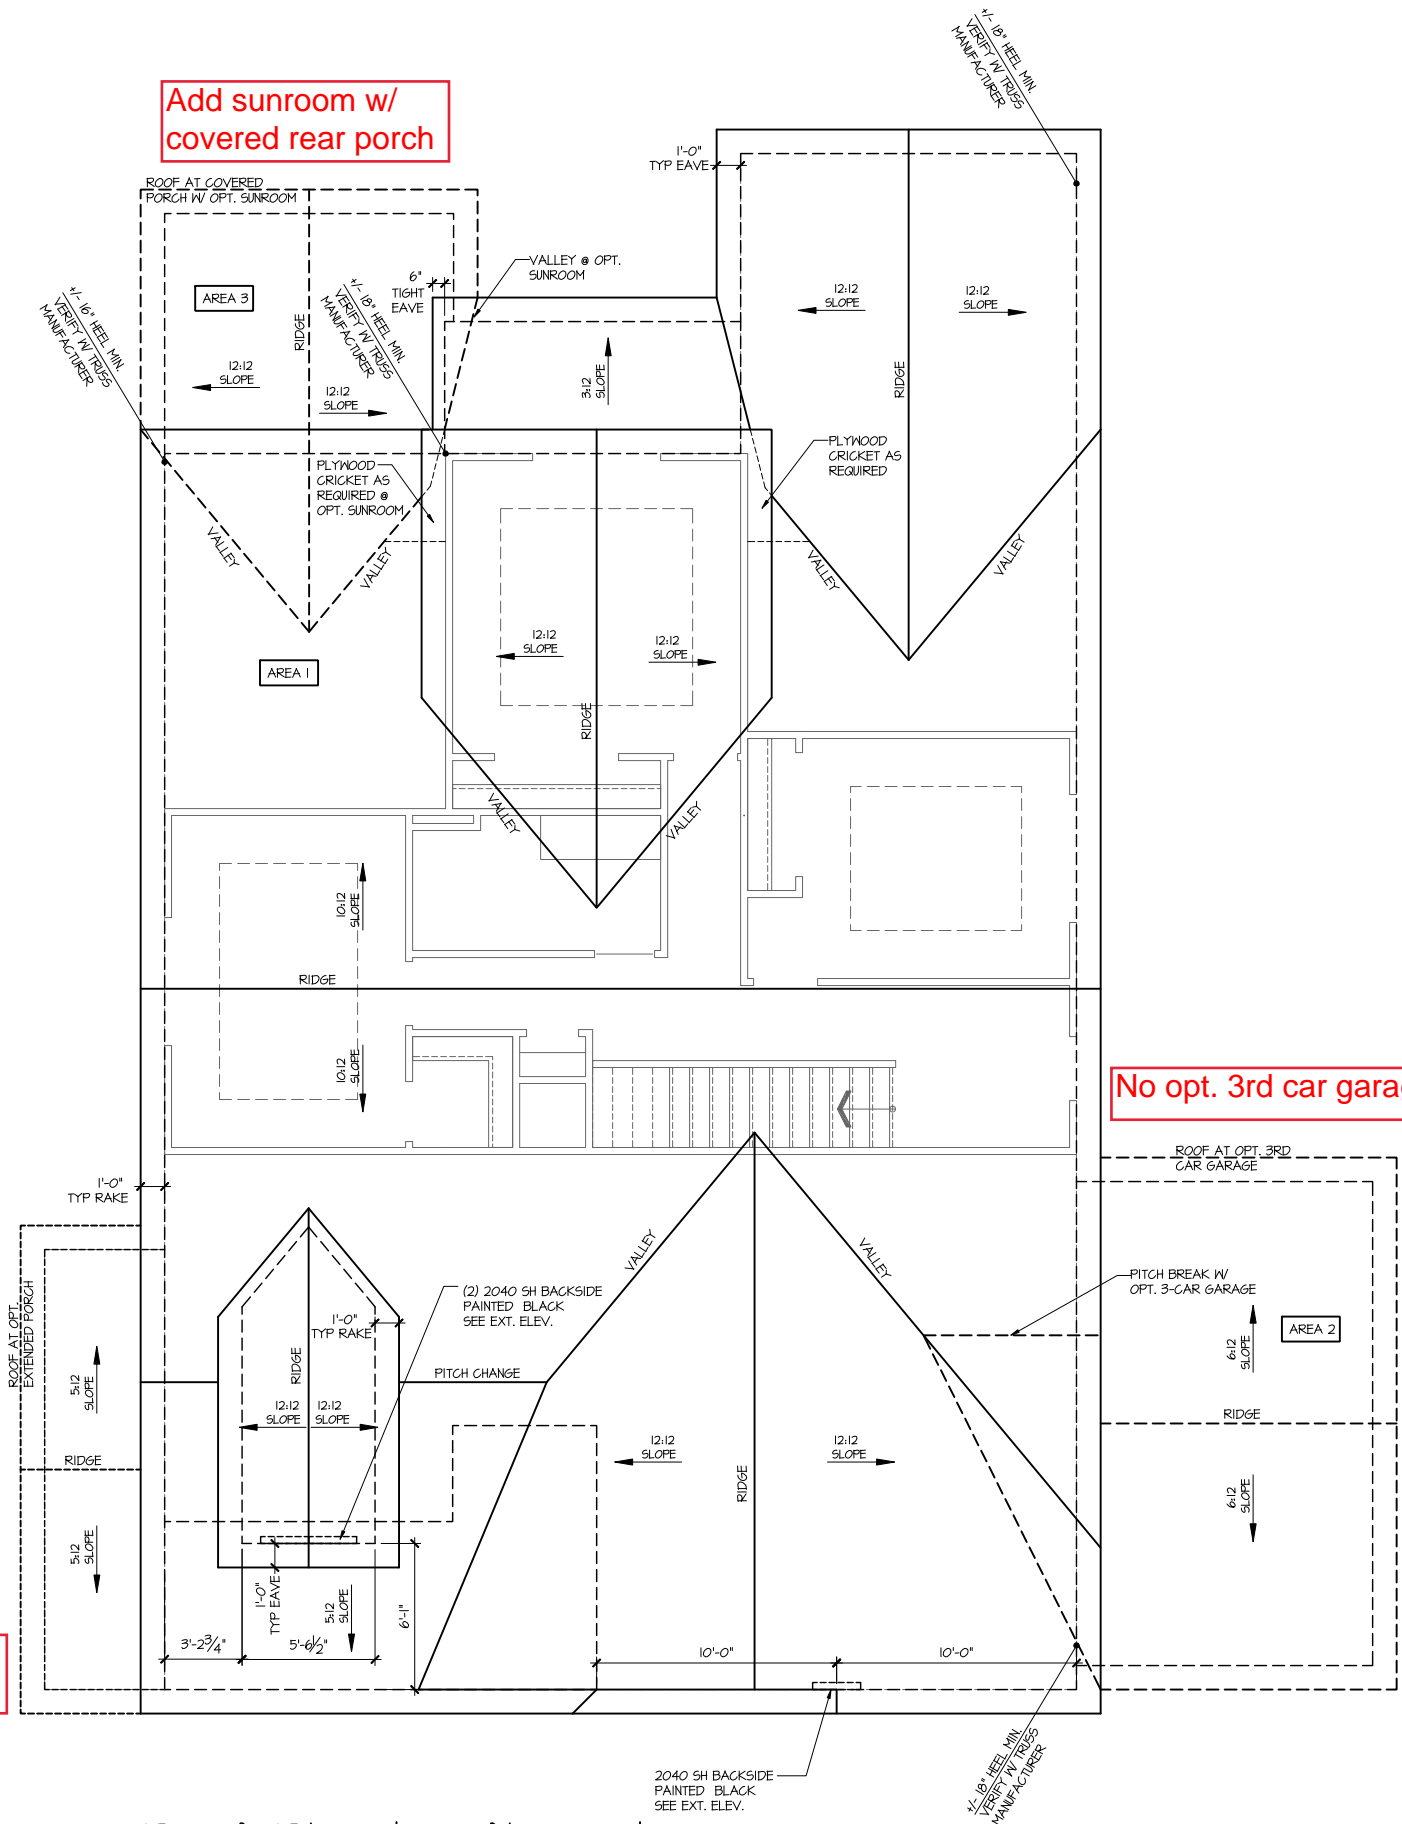 +/- 18" HEEL MIN.
VERIFY W/ TRUSS
MANUFACTURER
Add sunroom w/
covered rear porch
1'-0"
TYP EAVE
ROOF AT COVERED
PORCH W/ OPT. SUNROOM
VALLEY @ OPT.
SUNROOM
6"
TIGHT
EAVE
AREA 3
+/- 16" HEEL MIN.
VERIFY W/ TRUSS
MANUFACTURER
+/- 18" HEEL MIN.
VERIFY W/ TRUSS
MANUFACTURER
RIDGE
12:12
SLOPE
12:12
SLOPE
12:12
SLOPE
12:12
SLOPE
3:12
SLOPE
RIDGE
PLYWOOD
CRICKET AS
REQUIRED @
OPT. SUNROOM
PLYWOOD
CRICKET AS
REQUIRED
VALLEY
VALLEY
VALLEY
VALLEY
12:12
SLOPE
12:12
SLOPE
AREA 1
RIDGE
VALLEY
VALLEY
10:12
SLOPE
RIDGE
10:12
SLOPE
No opt. 3rd car gara
ROOF AT OPT. 3RD
CAR GARAGE
1'-0"
TYP RAKE
VALLEY
VALLEY
PITCH BREAK W/
OPT. 3-CAR GARAGE
(2) 2040 SH BACKSIDE
PAINTED BLACK
SEE EXT. ELEV.
1'-0"
TYP RAKE
ROOF AT OPT.
EXTENDED PORCH
AREA 2
6:12
SLOPE
5:12
SLOPE
RIDGE
PITCH CHANGE
12:12
SLOPE
12:12
SLOPE
RIDGE
12:12
SLOPE
12:12
SLOPE
RIDGE
RIDGE
6:12
SLOPE
5:12
SLOPE
1'-0"
TYP EAVE
5:12
SLOPE
6'-1"
3'-2 3/4"
5'-6 1/2"
10'-0"
10'-0"
2040 SH BACKSIDE
PAINTED BLACK
SEE EXT. ELEV.
+/- 18" HEEL MIN.
VERIFY W/ TRUSS
MANUFACTURER